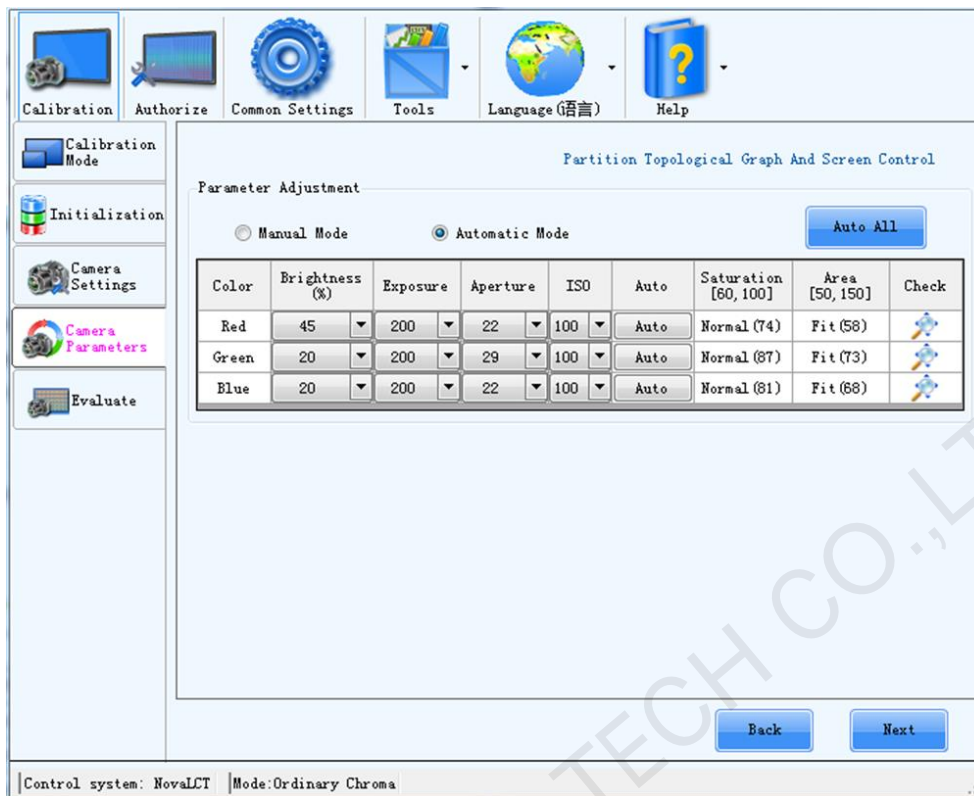 Calibration Authorize Common Settings Tools Language(语言) Help
Calibration
Mode
Initialization
Camera
Settings
Camera
Parameters
Evaluate
Partition Topological Graph And Screen Control
Parameter Adjustment
Manual Mode Automatic Mode Auto All
Color Brightness (%) Exposure Aperture ISO Auto Saturation [60, 100] Area [50, 150] Check
Red 45 200 22 100 Auto Normal(74) Fit(58)
Green 20 200 29 100 Auto Normal(87) Fit(73)
Blue 20 200 22 100 Auto Normal(81) Fit(68)
Back Next
Control system: NovaLCT Mode:Ordinary Chroma
TECH CO.,LT